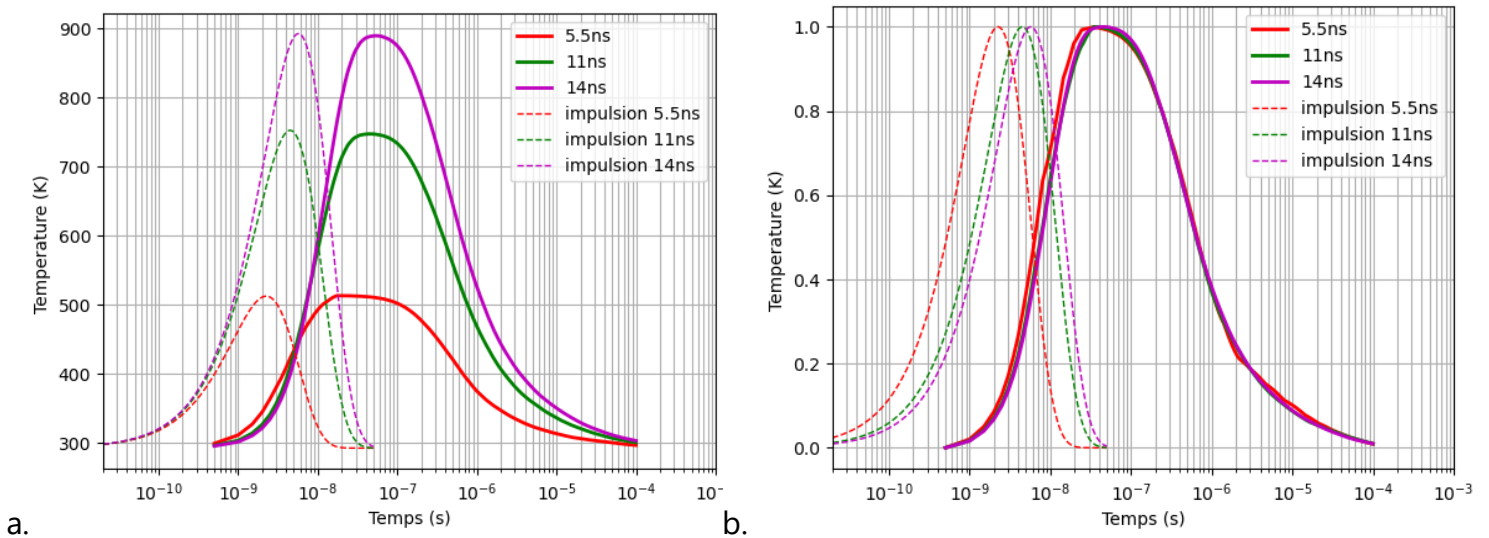 900
800
700
600
500
400
300
Temperature (K)
10⁻¹⁰ 10⁻⁹ 10⁻⁸ 10⁻⁷ 10⁻⁶ 10⁻⁵ 10⁻⁴ 10⁻
Temps (s)
5.5ns
11ns
14ns
impulsion 5.5ns
impulsion 11ns
impulsion 14ns
a.
1.0
0.8
0.6
0.4
0.2
0.0
Temperature (K)
10⁻¹⁰ 10⁻⁹ 10⁻⁸ 10⁻⁷ 10⁻⁶ 10⁻⁵ 10⁻⁴ 10⁻³
Temps (s)
5.5ns
11ns
14ns
impulsion 5.5ns
impulsion 11ns
impulsion 14ns
b.